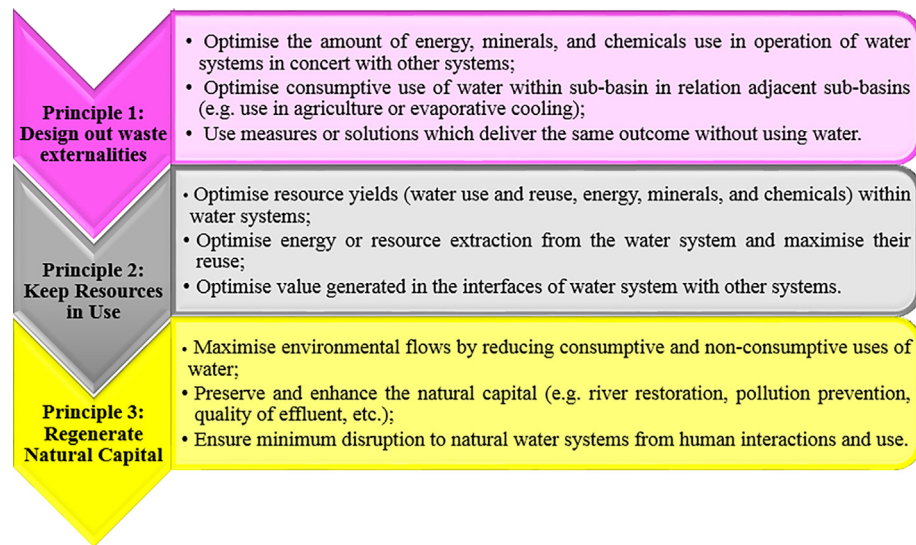 Principle 1:
Design out waste
externalities
• Optimise the amount of energy, minerals, and chemicals use in operation of water
systems in concert with other systems;
• Optimise consumptive use of water within sub-basin in relation adjacent sub-basins
(e.g. use in agriculture or evaporative cooling);
• Use measures or solutions which deliver the same outcome without using water.
Principle 2:
Keep Resources
in Use
• Optimise resource yields (water use and reuse, energy, minerals, and chemicals) within
water systems;
• Optimise energy or resource extraction from the water system and maximise their
reuse;
• Optimise value generated in the interfaces of water system with other systems.
Principle 3:
Regenerate
Natural Capital
• Maximise environmental flows by reducing consumptive and non-consumptive uses of
water;
• Preserve and enhance the natural capital (e.g. river restoration, pollution prevention,
quality of effluent, etc.);
• Ensure minimum disruption to natural water systems from human interactions and use.